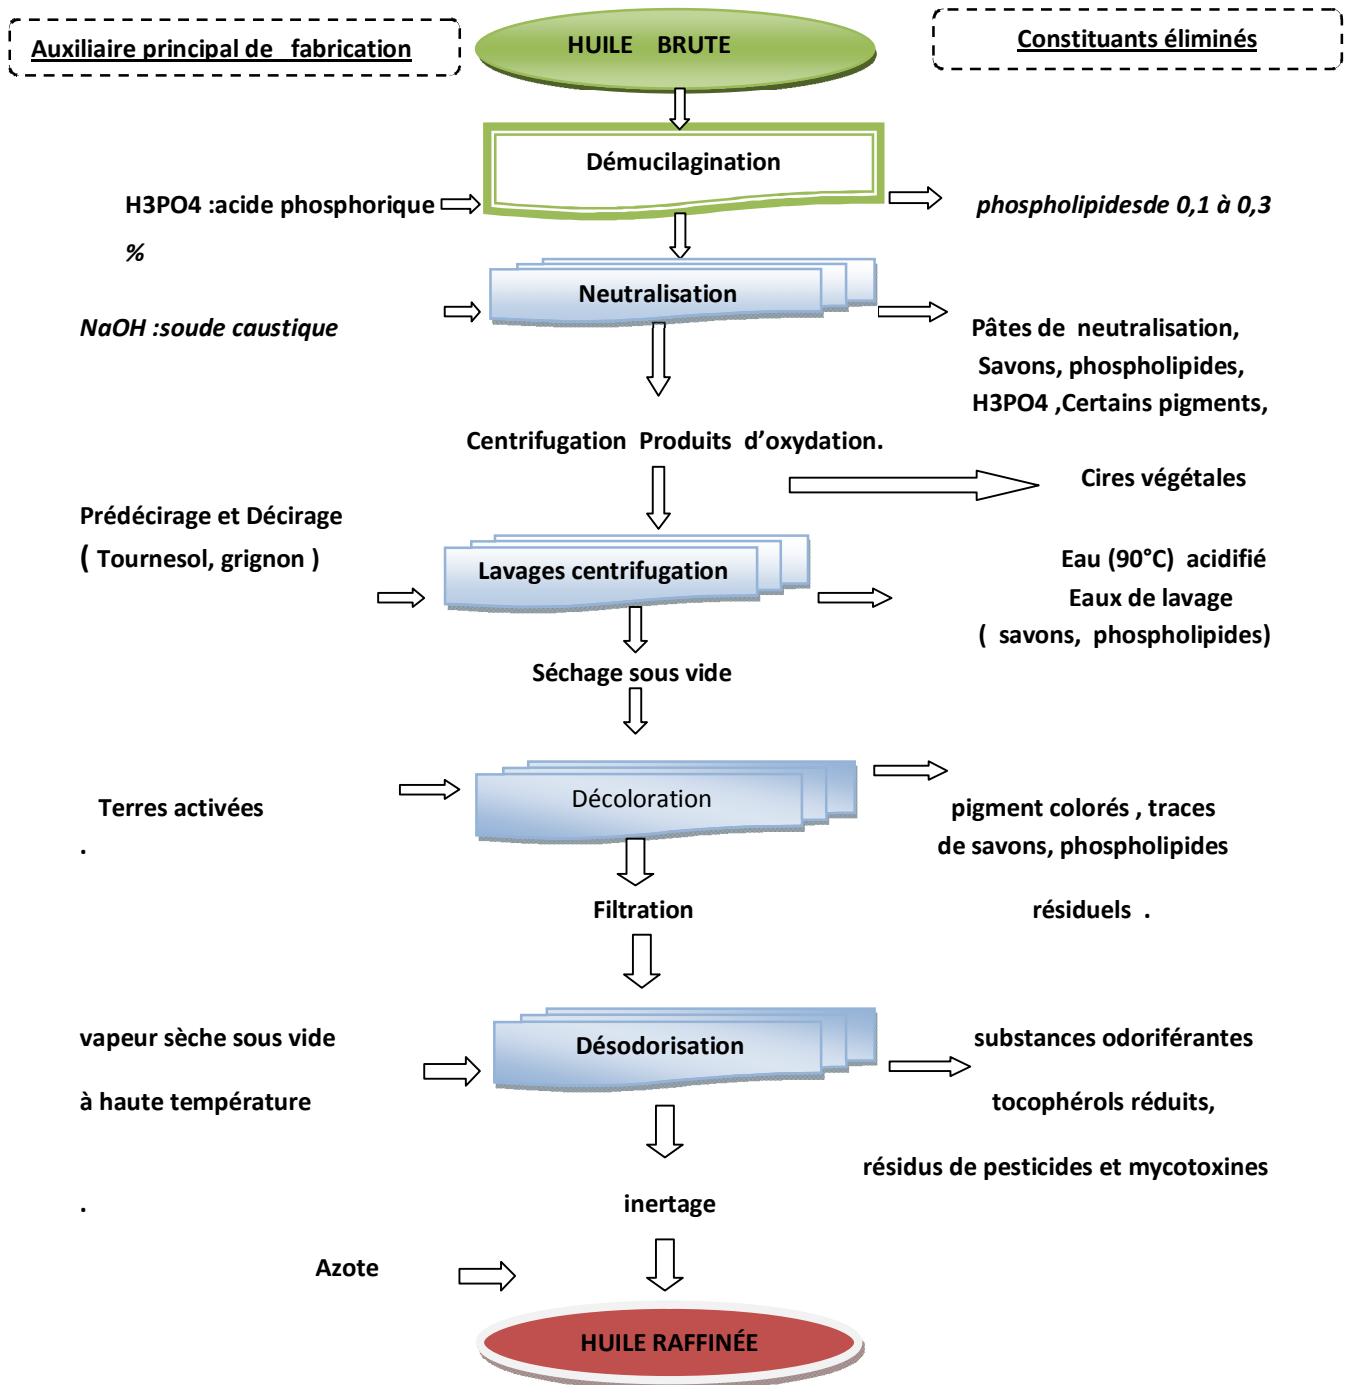 Auxiliaire principal de fabrication
HUILE BRUTE
Constituants éliminés
Démucilagination
H3PO4 :acide phosphorique
%
phospholipidesde 0,1 à 0,3
Neutralisation
NaOH :soude caustique
Pâtes de neutralisation,
Savons, phospholipides,
H3PO4 ,Certains pigments,
Centrifugation Produits d’oxydation.
Cires végétales
Prédécirage et Décirage
( Tournesol, grignon )
Lavages centrifugation
Eau (90°C) acidifié
Eaux de lavage
( savons, phospholipides)
Séchage sous vide
Décoloration
Terres activées
.
pigment colorés , traces
de savons, phospholipides
résiduels .
Filtration
vapeur sèche sous vide
à haute température
.
Désodorisation
substances odoriférantes
tocophérols réduits,
résidus de pesticides et mycotoxines
inertage
Azote
HUILE RAFFINÉE